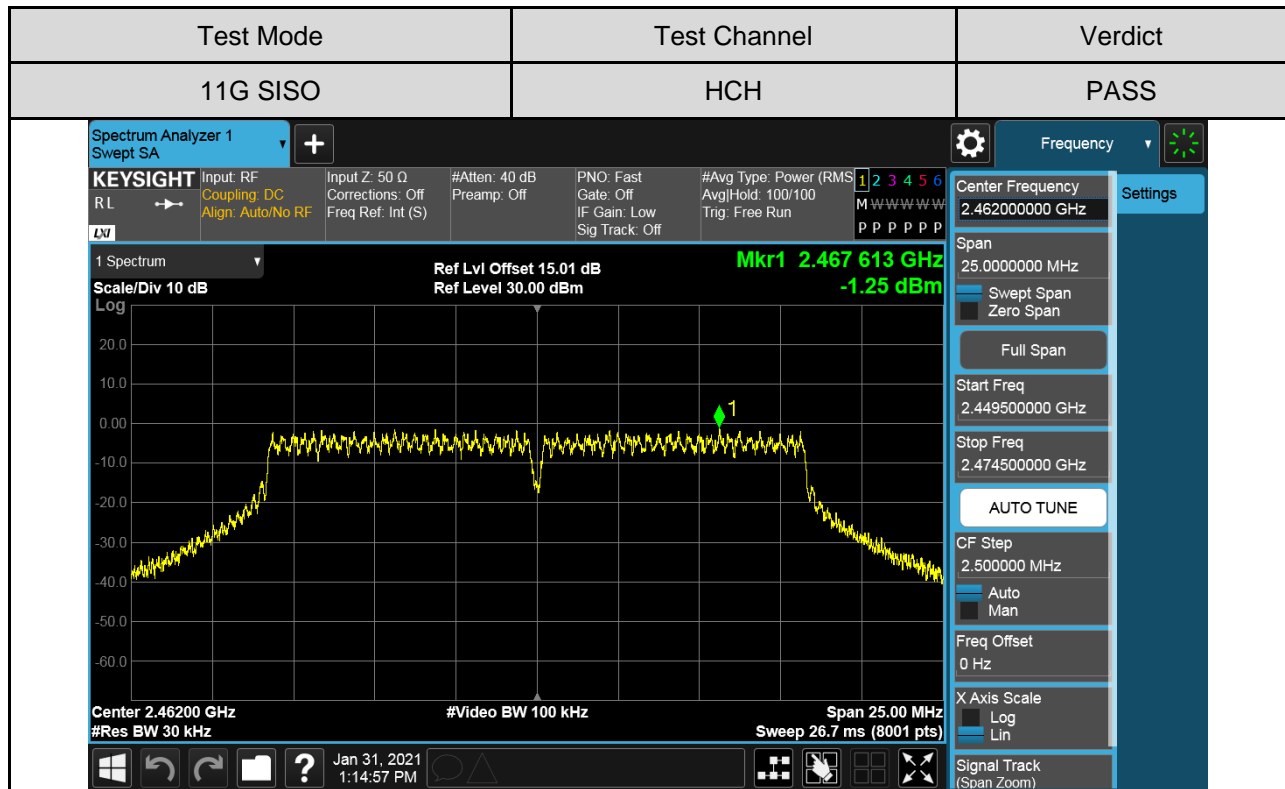 Test Mode Test Channel Verdict
11G SISO HCH PASS
Spectrum Analyzer 1
Swept SA
+
Frequency
KEYSIGHT
RL
LXI
Input: RF
Coupling: DC
Align: Auto/No RF
Input Z: 50 Ω
Corrections: Off
Freq Ref: Int (S)
#Atten: 40 dB
Preamp: Off
PNO: Fast
Gate: Off
IF Gain: Low
Sig Track: Off
#Avg Type: Power (RMS
Avg|Hold: 100/100
Trig: Free Run
1 2 3 4 5 6
M W W W W W
P P P P P P
1 Spectrum
Scale/Div 10 dB
Ref Lvl Offset 15.01 dB
Ref Level 30.00 dBm
Mkr1 2.467 613 GHz
-1.25 dBm
Log
20.0
10.0
0.00
-10.0
-20.0
-30.0
-40.0
-50.0
-60.0
1
Center 2.46200 GHz
#Res BW 30 kHz
#Video BW 100 kHz
Span 25.00 MHz
Sweep 26.7 ms (8001 pts)
?
Jan 31, 2021
1:14:57 PM
Center Frequency
2.462000000 GHz
Settings
Span
25.0000000 MHz
Swept Span
Zero Span
Full Span
Start Freq
2.449500000 GHz
Stop Freq
2.474500000 GHz
AUTO TUNE
CF Step
2.500000 MHz
Auto
Man
Freq Offset
0 Hz
X Axis Scale
Log
Lin
Signal Track
(Span Zoom)